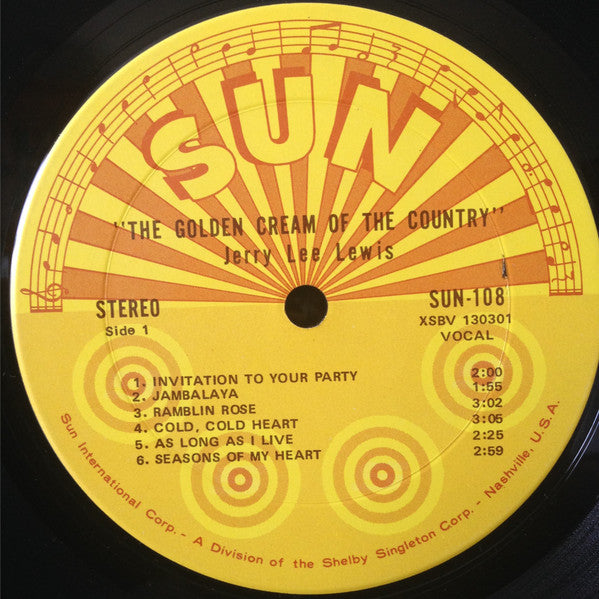 SUN
"THE GOLDEN CREAM OF THE COUNTRY"
Jerry Lee Lewis
STEREO
Side 1
SUN-108
XSBV 130301
VOCAL
1. INVITATION TO YOUR PARTY 2:00
2. JAMBALAYA 1:55
3. RAMBLIN ROSE 3:02
4. COLD, COLD HEART 3:05
5. AS LONG AS I LIVE 2:25
6. SEASONS OF MY HEART 2:59
Sun International Corp. - A Division of the Shelby Singleton Corp. - Nashville, U.S.A.